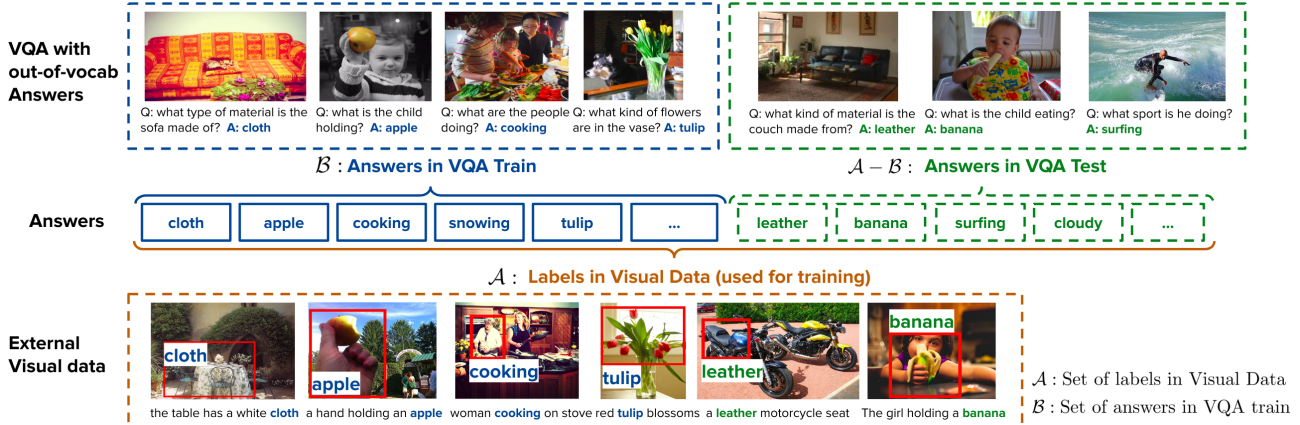 VQA with
out-of-vocab
Answers
Q: what type of material is the
sofa made of? A: cloth
Q: what is the child
holding? A: apple
Q: what are the people
doing? A: cooking
Q: what kind of flowers
are in the vase? A: tulip
Q: what kind of material is the
couch made from? A: leather
Q: what is the child eating?
A: banana
Q: what sport is he doing?
A: surfing
ℬ : Answers in VQA Train
𝒜 − ℬ : Answers in VQA Test
Answers
cloth
apple
cooking
snowing
tulip
...
leather
banana
surfing
cloudy
...
𝒜 : Labels in Visual Data (used for training)
External
Visual data
cloth
apple
cooking
tulip
leather
banana
the table has a white cloth
a hand holding an apple
woman cooking on stove
red tulip blossoms
a leather motorcycle seat
The girl holding a banana
𝒜 : Set of labels in Visual Data
ℬ : Set of answers in VQA train